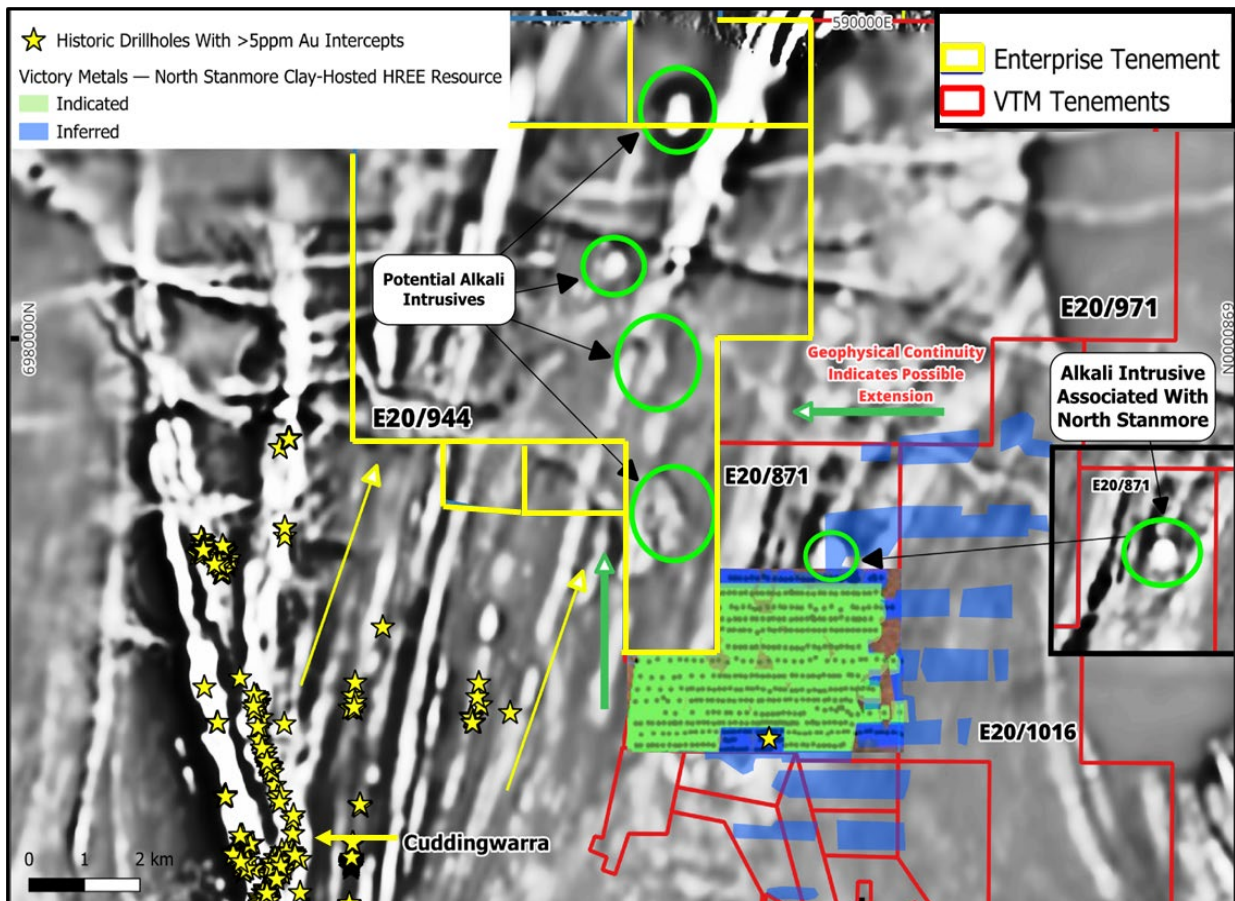 Historic Drillholes With >5ppm Au Intercepts
Victory Metals — North Stanmore Clay-Hosted HREE Resource
Indicated
Inferred
590000E
Enterprise Tenement
VTM Tenements
Potential Alkali
Intrusives
6980000N
6980000N
E20/971
Geophysical Continuity
Indicates Possible
Extension
Alkali Intrusive
Associated With
North Stanmore
E20/944
E20/871
E20/871
E20/1016
Cuddingwarra
0 1 2 km